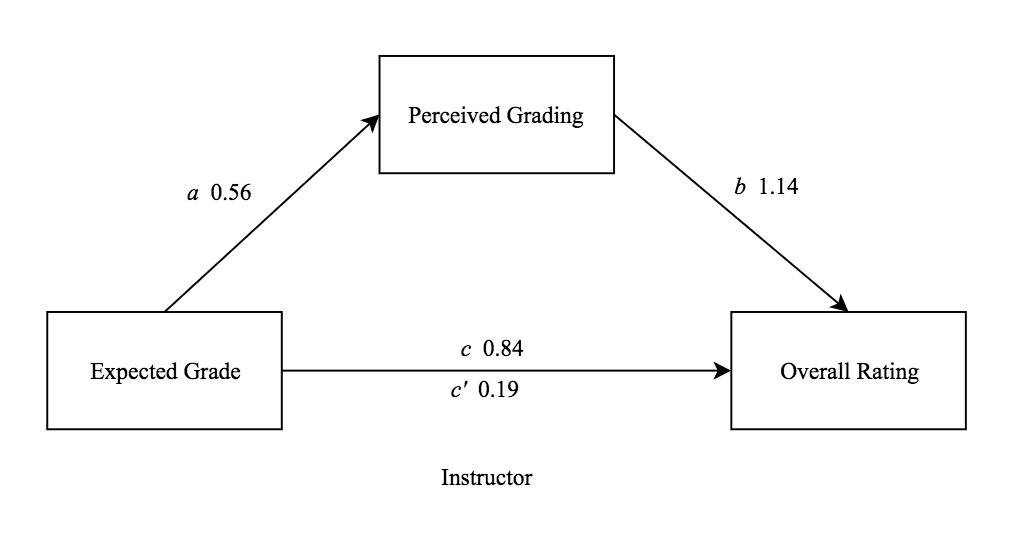 Perceived Grading
a 0.56
b 1.14
Expected Grade
c 0.84
c' 0.19
Overall Rating
Instructor